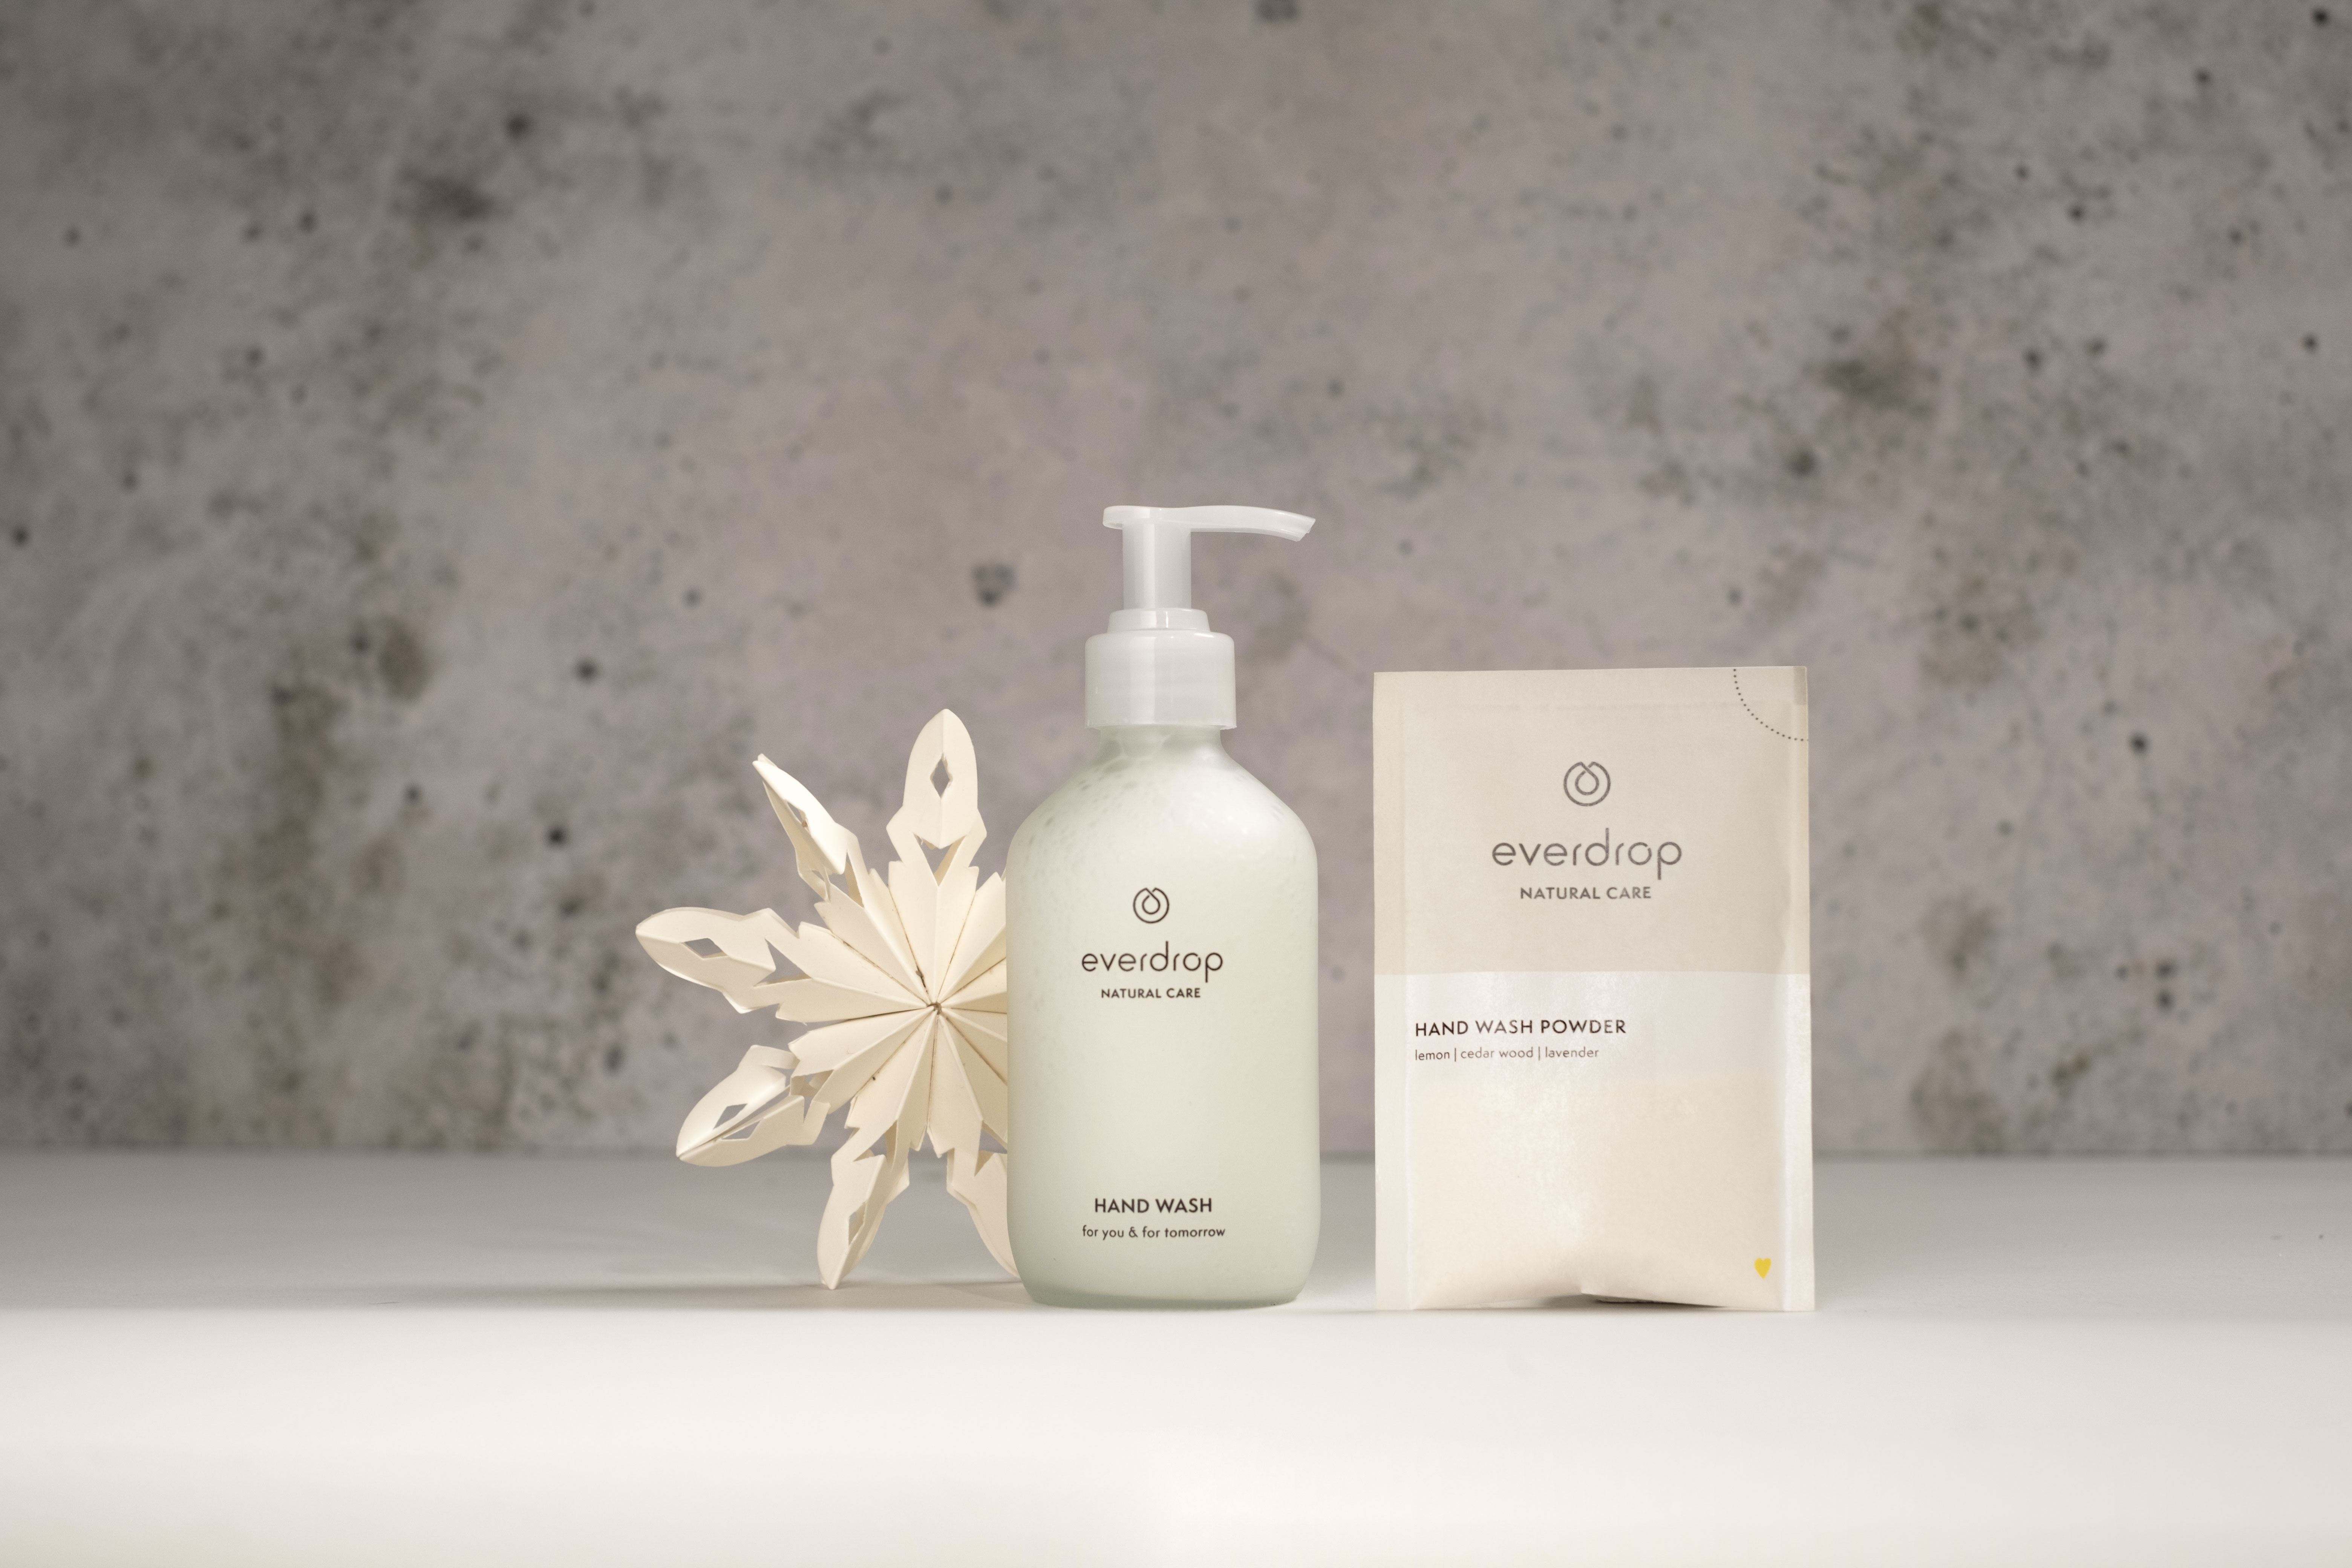 everdrop
NATURAL CARE
HAND WASH
for you & for tomorrow
everdrop
NATURAL CARE
HAND WASH POWDER
lemon | cedar wood | lavender